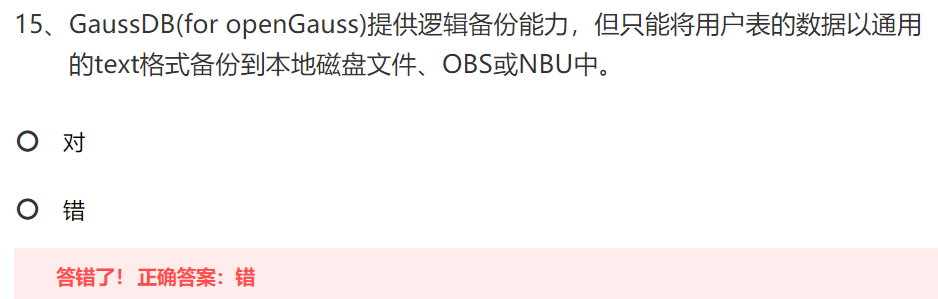 15、GaussDB(for openGauss)提供逻辑备份能力，但只能将用户表的数据以通用
的text格式备份到本地磁盘文件、OBS或NBU中。
对
错
答错了！正确答案：错